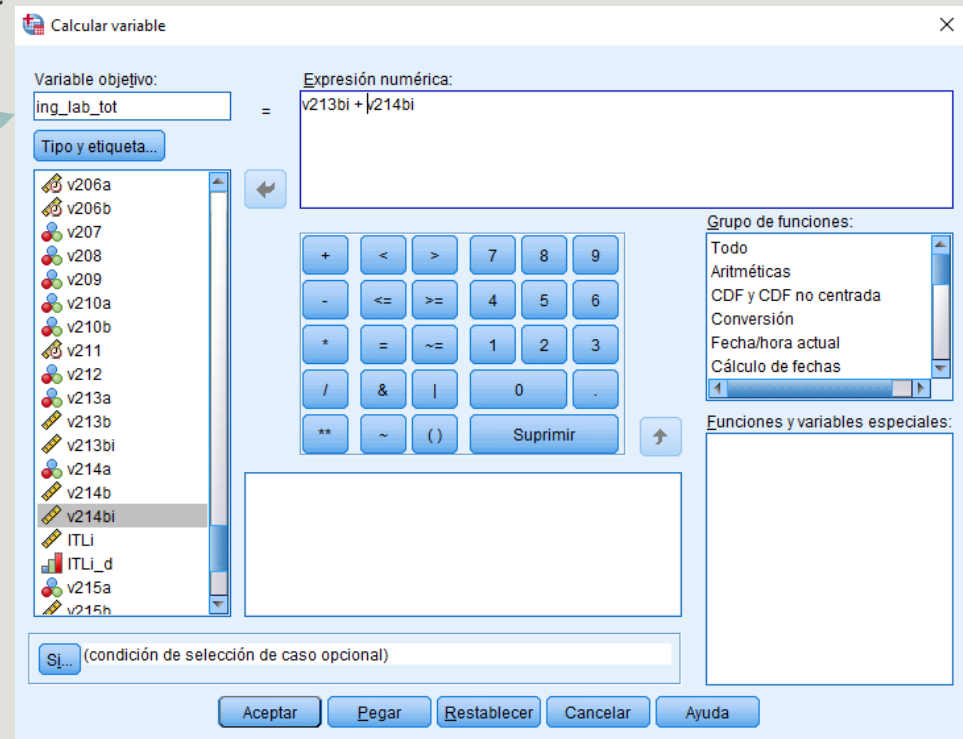 Calcular variable
Variable objetivo:
ing_lab_tot
=
Expresión numérica:
v213bi + v214bi
Tipo y etiqueta...
v206a
v206b
v207
v208
v209
v210a
v210b
v211
v212
v213a
v213b
v213bi
v214a
v214b
v214bi
ITLi
ITLi_d
v215a
v215b
+ < > 7 8 9
- <= >= 4 5 6
* = ~= 1 2 3
/ & | 0 .
** ~ ( ) Suprimir
Grupo de funciones:
Todo
Aritméticas
CDF y CDF no centrada
Conversión
Fecha/hora actual
Cálculo de fechas
Funciones y variables especiales:
Si... (condición de selección de caso opcional)
Aceptar Pegar Restablecer Cancelar Ayuda